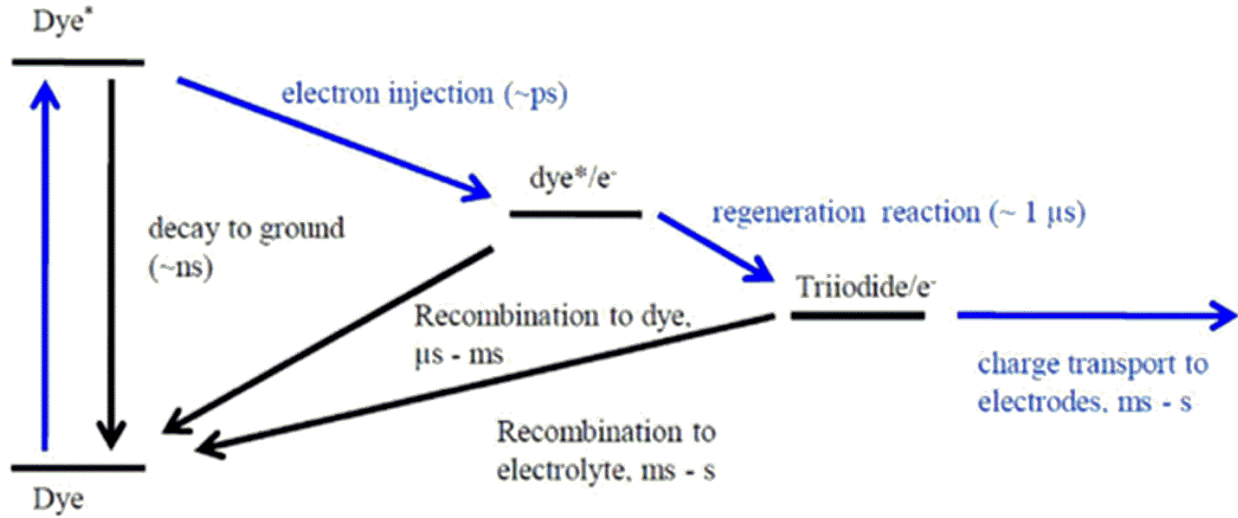 Dye*
electron injection (~ps)
dye*/e-
regeneration reaction (~ 1 µs)
decay to ground
(~ns)
Triiodide/e-
Recombination to dye,
µs - ms
charge transport to
electrodes, ms - s
Recombination to
electrolyte, ms - s
Dye